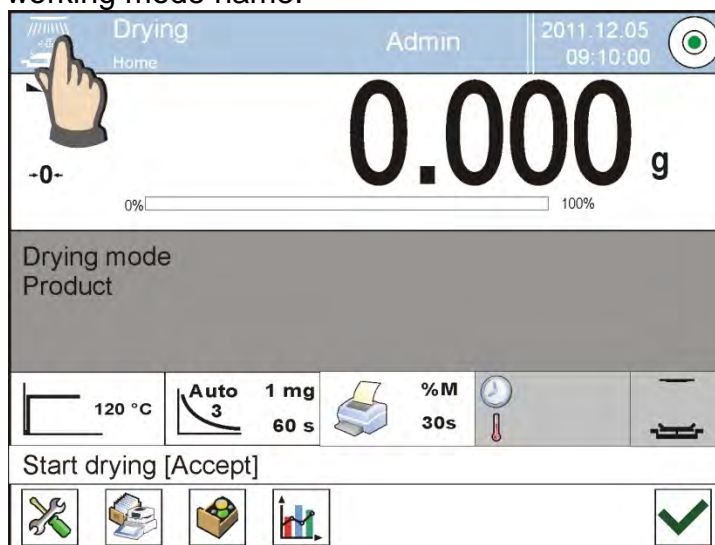 working mode name.
Drying
Home
Admin
2011.12.05
09:10:00
0.000 g
→0←
0% 100%
Drying mode
Product
120 °C
Auto 1 mg
3
60 s
%M
30s
Start drying [Accept]